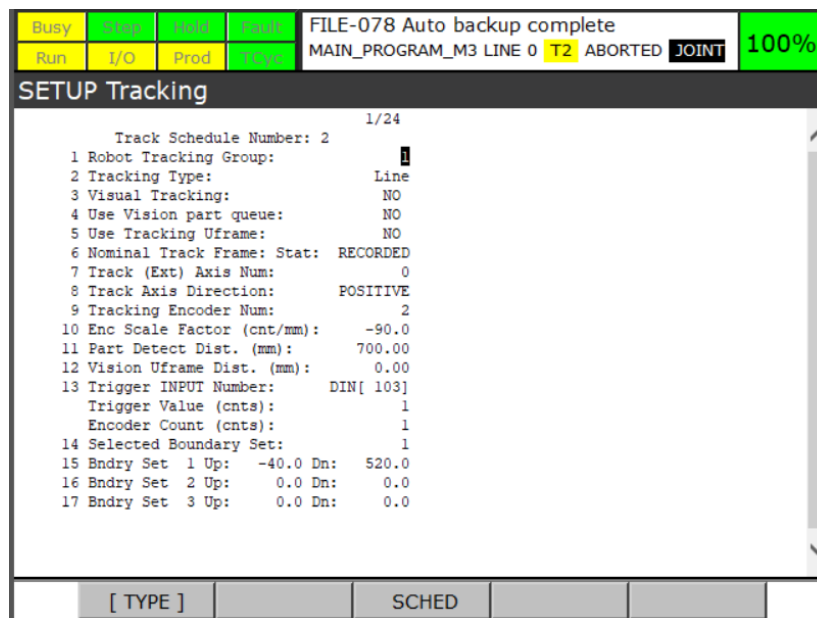 Busy Step Hold Fault FILE-078 Auto backup complete
Run I/O Prod TCyc MAIN_PROGRAM_M3 LINE 0 T2 ABORTED JOINT 100%
SETUP Tracking
1/24
Track Schedule Number: 2
1 Robot Tracking Group: 1
2 Tracking Type: Line
3 Visual Tracking: NO
4 Use Vision part queue: NO
5 Use Tracking Uframe: NO
6 Nominal Track Frame: Stat: RECORDED
7 Track (Ext) Axis Num: 0
8 Track Axis Direction: POSITIVE
9 Tracking Encoder Num: 2
10 Enc Scale Factor (cnt/mm): -90.0
11 Part Detect Dist. (mm): 700.00
12 Vision Uframe Dist. (mm): 0.00
13 Trigger INPUT Number: DIN[ 103]
Trigger Value (cnts): 1
Encoder Count (cnts): 1
14 Selected Boundary Set: 1
15 Bndry Set 1 Up: -40.0 Dn: 520.0
16 Bndry Set 2 Up: 0.0 Dn: 0.0
17 Bndry Set 3 Up: 0.0 Dn: 0.0
[ TYPE ] SCHED